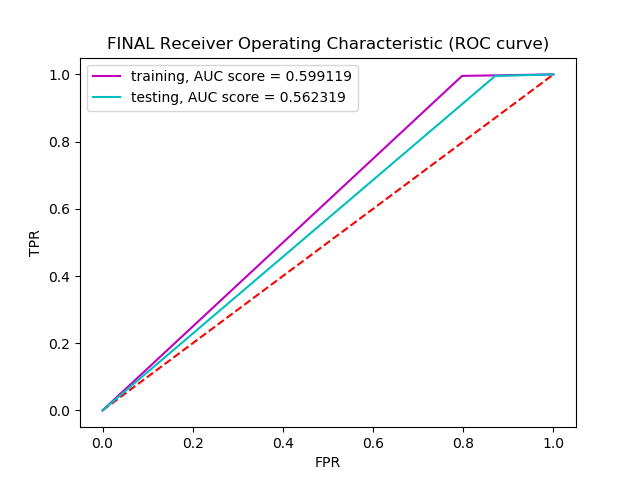 FINAL Receiver Operating Characteristic (ROC curve)
training, AUC score = 0.599119
testing, AUC score = 0.562319
1.0
0.8
0.6
0.4
0.2
0.0
TPR
0.0 0.2 0.4 0.6 0.8 1.0
FPR